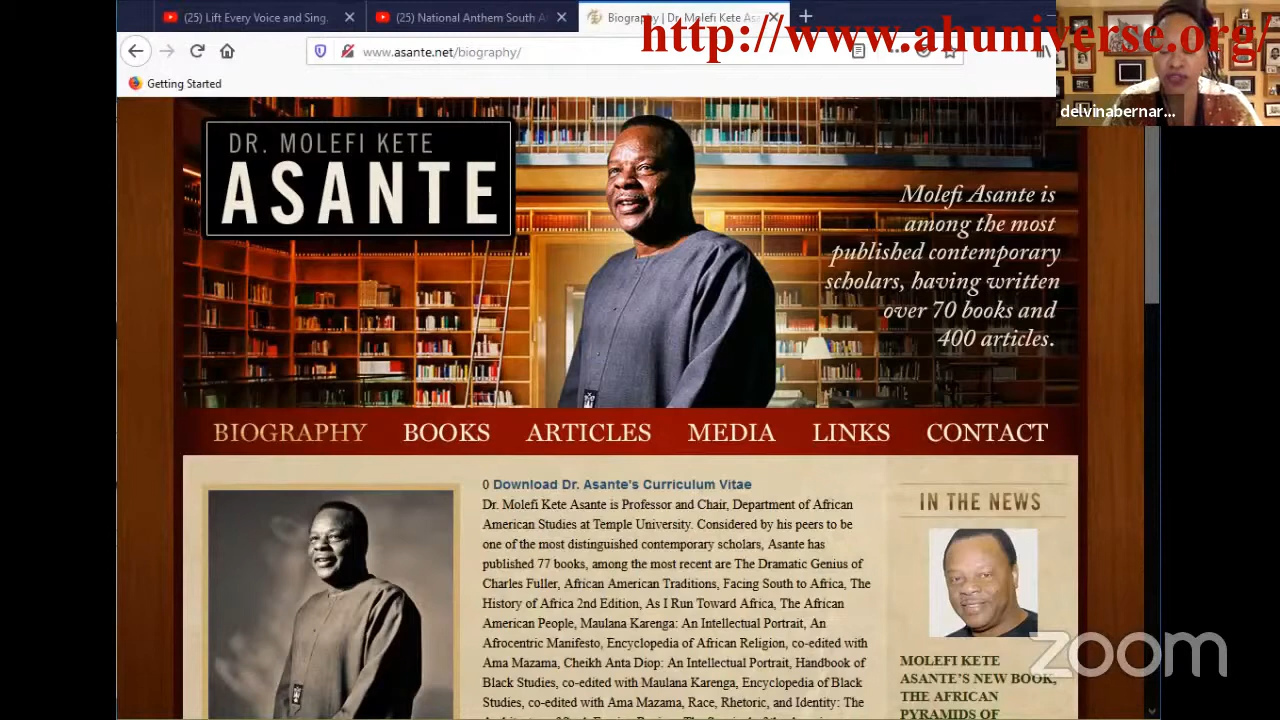 (25) Lift Every Voice and Sing.
(25) National Anthem South A
Biography | Dr. Molefi Kete Asa
http://www.ahuniverse.org/
www.asante.net/biography/
Getting Started
delvinabernar...
DR. MOLEFI KETE
ASANTE
Molefi Asante is
among the most
published contemporary
scholars, having written
over 70 books and
400 articles.
BIOGRAPHY BOOKS ARTICLES MEDIA LINKS CONTACT
0 Download Dr. Asante's Curriculum Vitae
Dr. Molefi Kete Asante is Professor and Chair, Department of African
American Studies at Temple University. Considered by his peers to be
one of the most distinguished contemporary scholars, Asante has
published 77 books, among the most recent are The Dramatic Genius of
Charles Fuller, African American Traditions, Facing South to Africa, The
History of Africa 2nd Edition, As I Run Toward Africa, The African
American People, Maulana Karenga: An Intellectual Portrait, An
Afrocentric Manifesto, Encyclopedia of African Religion, co-edited with
Ama Mazama, Cheikh Anta Diop: An Intellectual Portrait, Handbook of
Black Studies, co-edited with Maulana Karenga, Encyclopedia of Black
Studies, co-edited with Ama Mazama, Race, Rhetoric, and Identity: The
IN THE NEWS
MOLEFI KETE
ASANTE'S NEW BOOK,
THE AFRICAN
PYRAMIDS OF
zoom